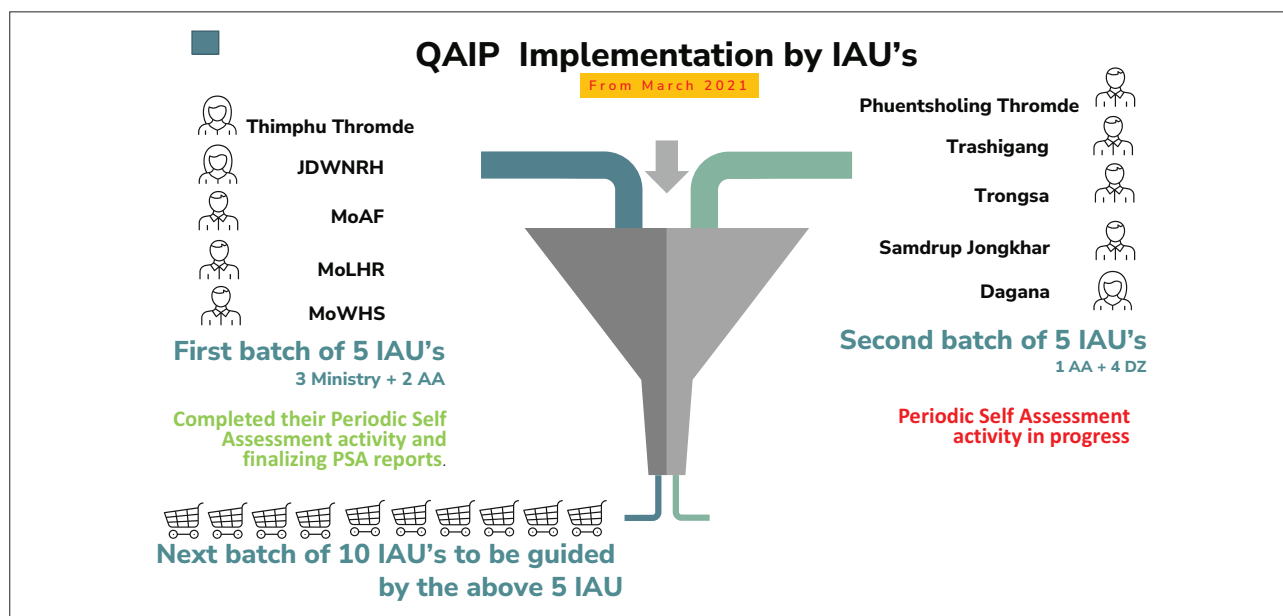 QAIP Implementation by IAU's
From March 2021
Thimphu Thromde
JDWNRH
MoAF
MoLHR
MoWHS
First batch of 5 IAU's
3 Ministry + 2 AA
Completed their Periodic Self
Assessment activity and
finalizing PSA reports.
Phuentsholing Thromde
Trashigang
Trongsa
Samdrup Jongkhar
Dagana
Second batch of 5 IAU's
1 AA + 4 DZ
Periodic Self Assessment
activity in progress
Next batch of 10 IAU's to be guided
by the above 5 IAU